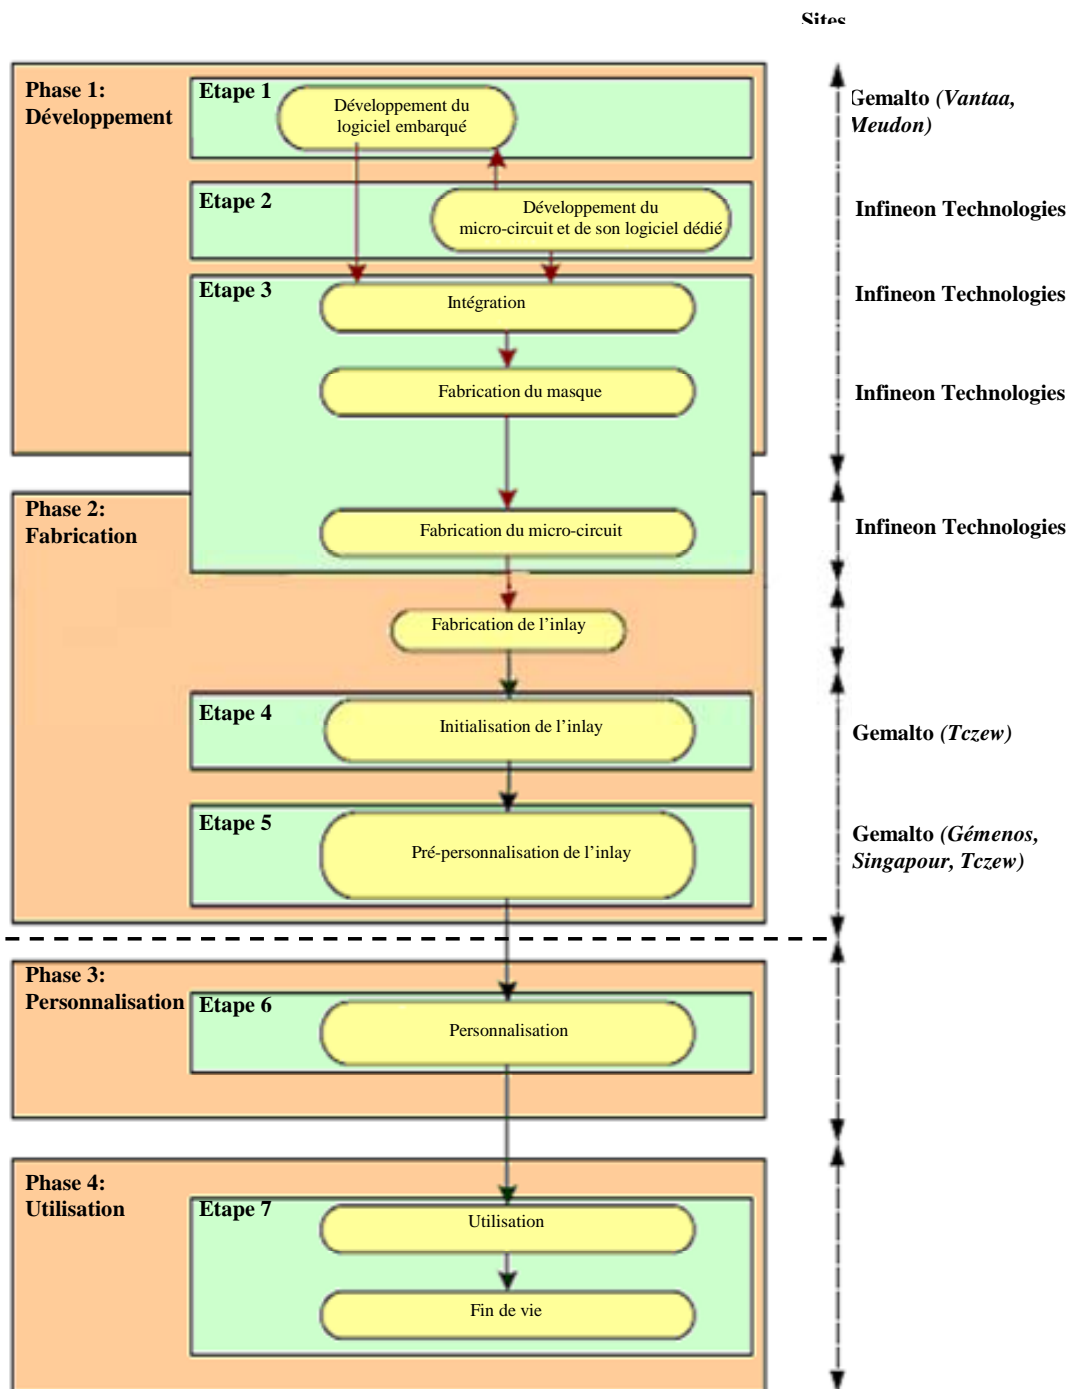 Sites
Phase 1:
Développement
Etape 1
Développement du
logiciel embarqué
Gemalto (Vantaa,
Meudon)
Etape 2
Développement du
micro-circuit et de son logiciel dédié
Infineon Technologies
Etape 3
Intégration
Infineon Technologies
Fabrication du masque
Infineon Technologies
Phase 2:
Fabrication
Fabrication du micro-circuit
Infineon Technologies
Fabrication de l’inlay
Etape 4
Initialisation de l’inlay
Gemalto (Tczew)
Etape 5
Pré-personnalisation de l’inlay
Gemalto (Gémenos,
Singapour, Tczew)
Phase 3:
Personnalisation
Etape 6
Personnalisation
Phase 4:
Utilisation
Etape 7
Utilisation
Fin de vie